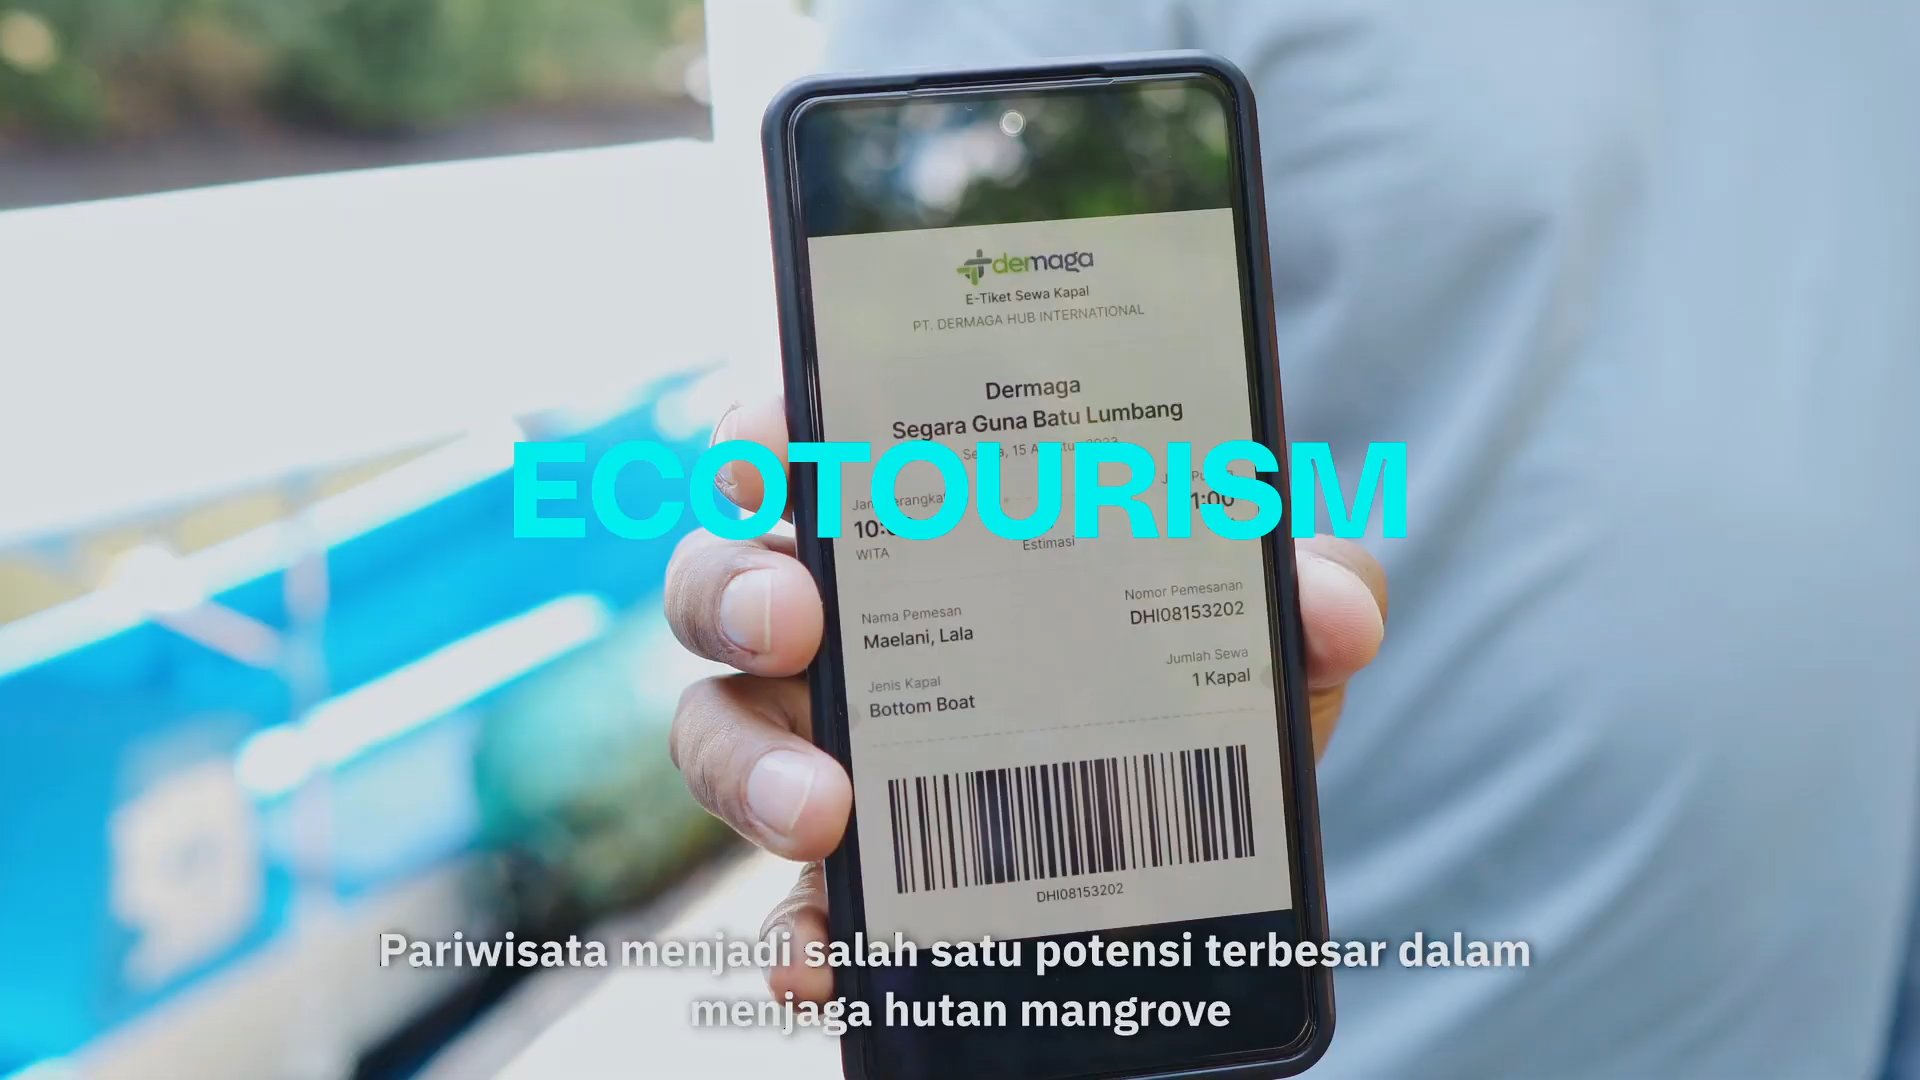 dermaga
E-Tiket Sewa Kapal
PT. DERMAGA HUB INTERNATIONAL
Dermaga
Segara Guna Batu Lumbang
ECOTOURISM
WITA
Estimasi
Nama Pemesan
Maelani, Lala
Nomor Pemesanan
DHI08153202
Jenis Kapal
Bottom Boat
Jumlah Sewa
1 Kapal
DHI08153202
Pariwisata menjadi salah satu potensi terbesar dalam
menjaga hutan mangrove